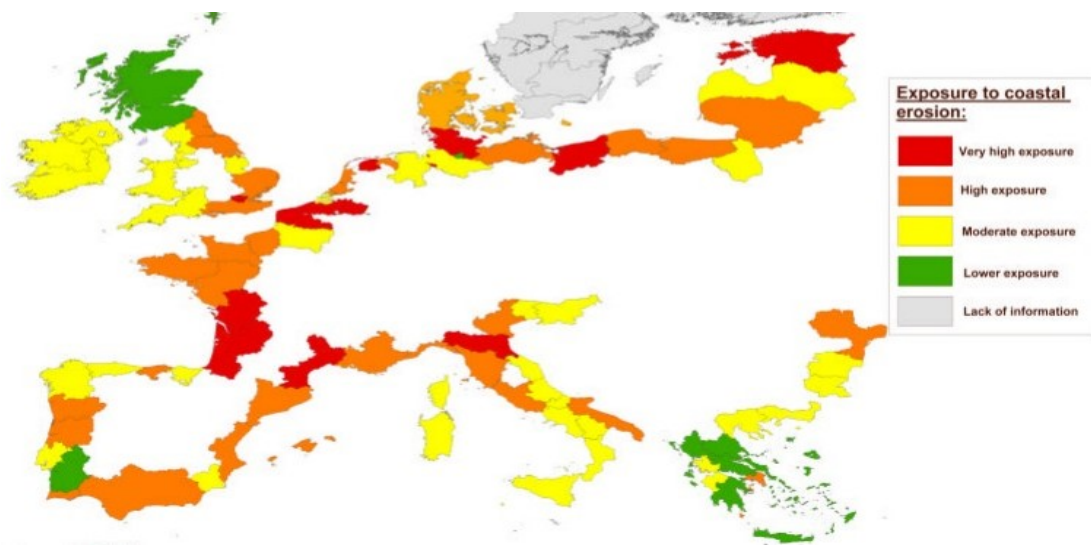 Exposure to coastal
erosion:
Very high exposure
High exposure
Moderate exposure
Lower exposure
Lack of information